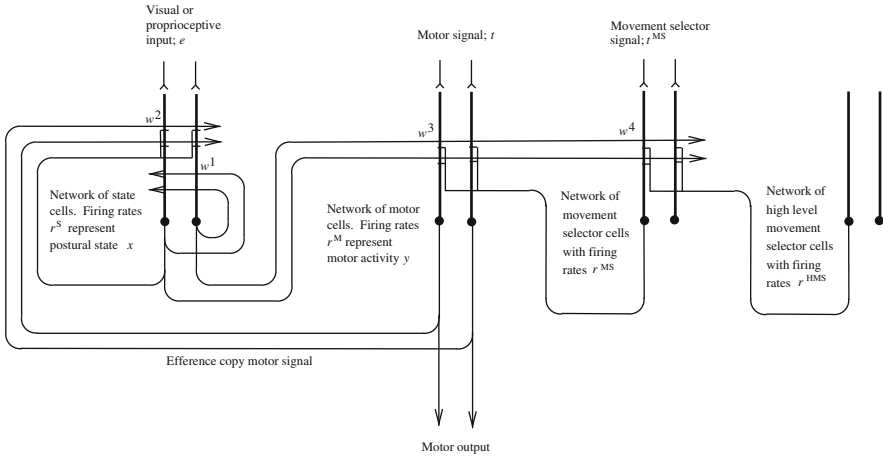 Visual or
proprioceptive
input; e
Motor signal; t
Movement selector
signal; t^MS
w^2
w^3
w^4
w^1
Network of state
cells. Firing rates
r^S represent
postural state x
Network of motor
cells. Firing rates
r^M represent
motor activity y
Network of
movement
selector cells
with firing
rates r^MS
Network of
high level
movement
selector cells
with firing
rates r^HMS
Efference copy motor signal
Motor output